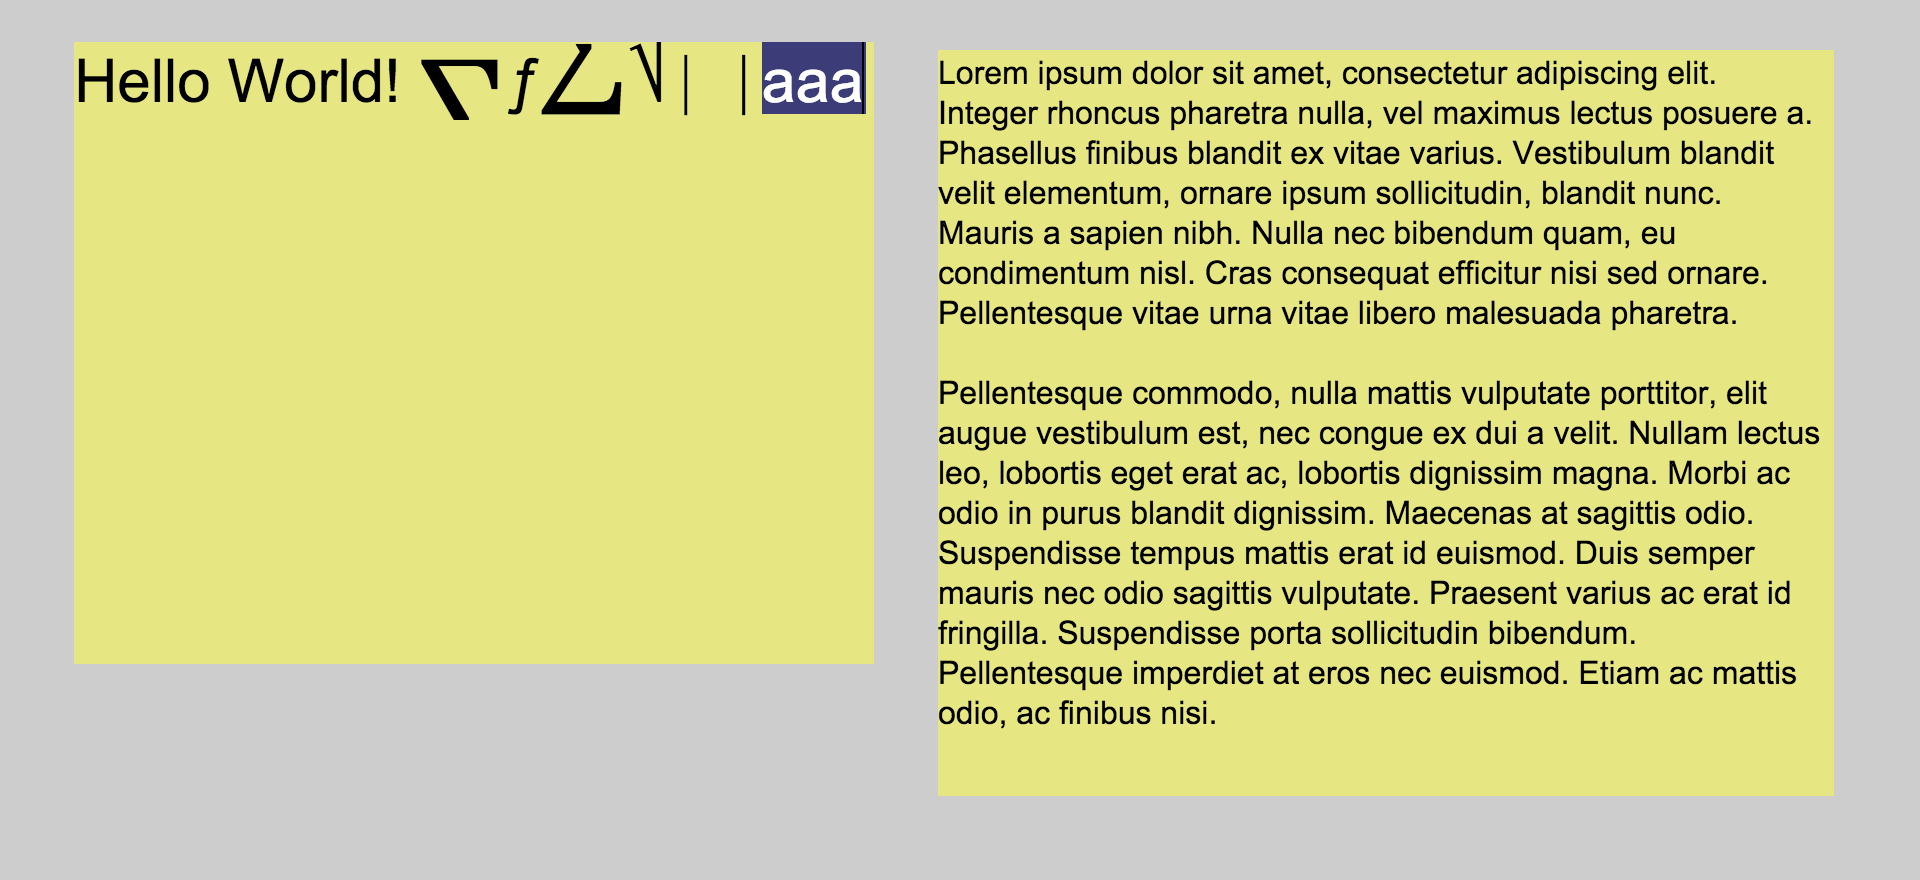 Hello World! ƒ | |aaa
Lorem ipsum dolor sit amet, consectetur adipiscing elit.
Integer rhoncus pharetra nulla, vel maximus lectus posuere a.
Phasellus finibus blandit ex vitae varius. Vestibulum blandit
velit elementum, ornare ipsum sollicitudin, blandit nunc.
Mauris a sapien nibh. Nulla nec bibendum quam, eu
condimentum nisl. Cras consequat efficitur nisi sed ornare.
Pellentesque vitae urna vitae libero malesuada pharetra.
Pellentesque commodo, nulla mattis vulputate porttitor, elit
augue vestibulum est, nec congue ex dui a velit. Nullam lectus
leo, lobortis eget erat ac, lobortis dignissim magna. Morbi ac
odio in purus blandit dignissim. Maecenas at sagittis odio.
Suspendisse tempus mattis erat id euismod. Duis semper
mauris nec odio sagittis vulputate. Praesent varius ac erat id
fringilla. Suspendisse porta sollicitudin bibendum.
Pellentesque imperdiet at eros nec euismod. Etiam ac mattis
odio, ac finibus nisi.